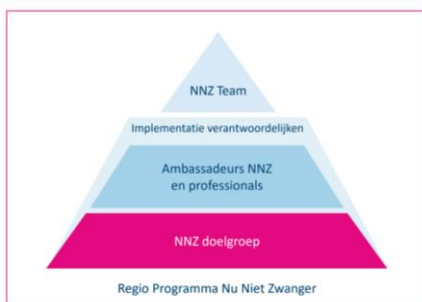 NNZ Team
Implementatie verantwoordelijken
Ambassadeurs NNZ
en professionals
NNZ doelgroep
Regio Programma Nu Niet Zwanger